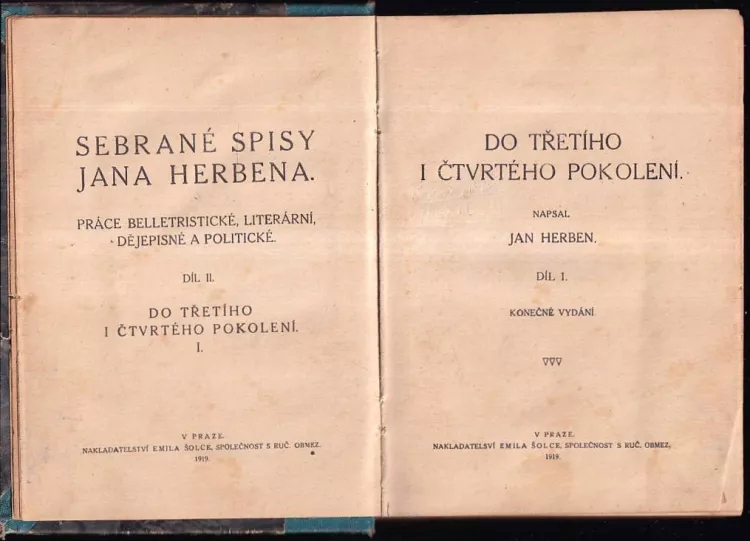 SEBRANÉ SPISY
JANA HERBENA.
PRÁCE BELLETRISTICKÉ, LITERÁRNÍ,
DĚJEPISNÉ A POLITICKÉ.
DÍL II.
DO TŘETÍHO
I ČTVRTÉHO POKOLENÍ.
I.
V PRAZE.
NAKLADATELSTVÍ EMILA ŠOLCE, SPOLEČNOST S RUČ. OBMEZ.
1919.
DO TŘETÍHO
I ČTVRTÉHO POKOLENÍ.
NAPSAL
JAN HERBEN.
DÍL I.
KONEČNÉ VYDÁNÍ
V PRAZE.
NAKLADATELSTVÍ EMILA ŠOLCE, SPOLEČNOST S RUČ. OBMEZ.
1919.